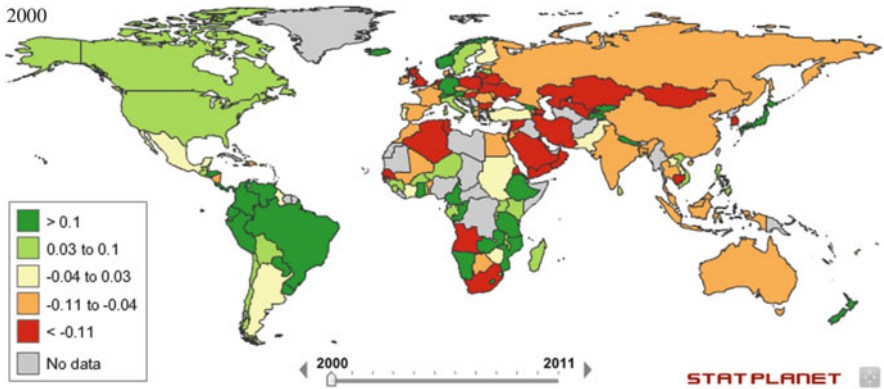 2000
> 0.1
0.03 to 0.1
-0.04 to 0.03
-0.11 to -0.04
< -0.11
No data
2000
2011
STATPLANET